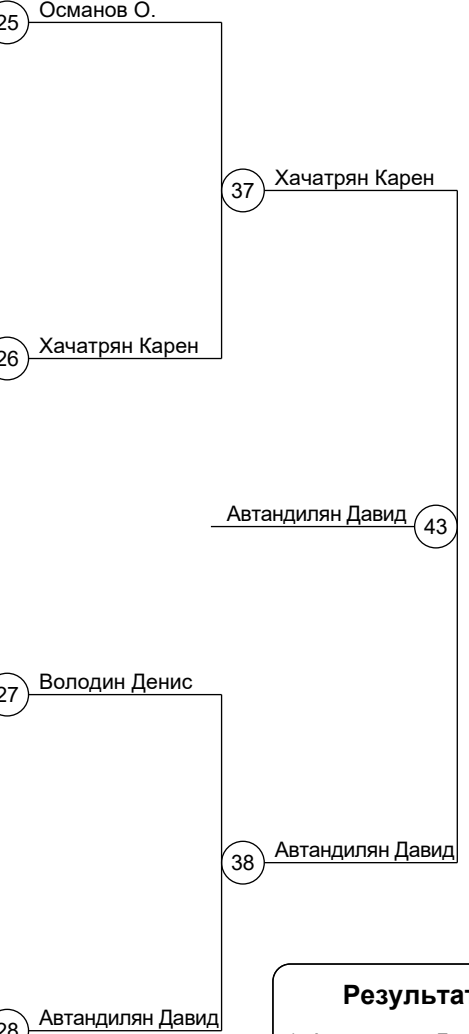 25 Османов О.
37 Хачатрян Карен
26 Хачатрян Карен
Автандилян Давид 43
27 Володин Денис
38 Автандилян Давид
28 Автандилян Давид
Результат